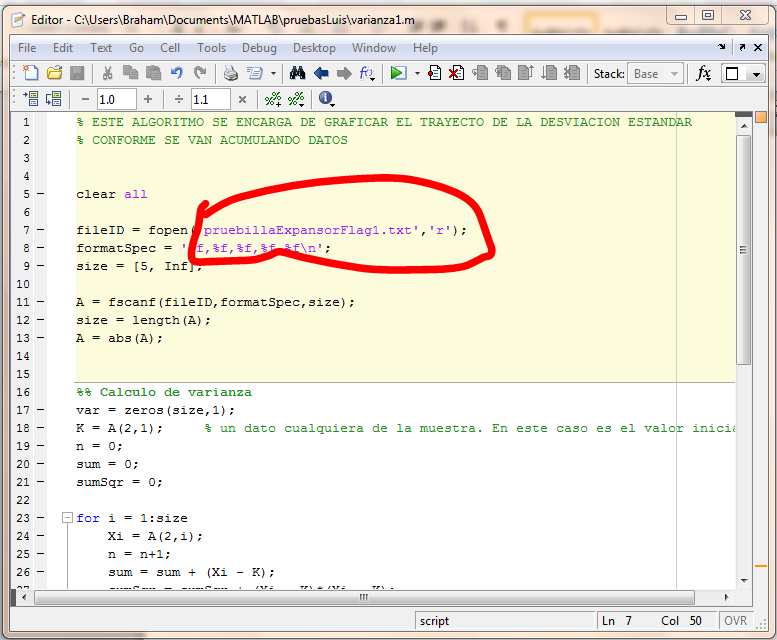 Editor - C:\Users\Braham\Documents\MATLAB\pruebasLuis\varianza1.m
File Edit Text Go Cell Tools Debug Desktop Window Help
Stack: Base fx
1.0 + ÷ 1.1 ×
1 % ESTE ALGORITMO SE ENCARGA DE GRAFICAR EL TRAYECTO DE LA DESVIACION ESTANDAR
2 % CONFORME SE VAN ACUMULANDO DATOS
3
4
5 – clear all
6
7 – fileID = fopen('pruebillaExpansorFlag1.txt','r');
8 – formatSpec = '%f,%f,%f,%f,%f\n';
9 – size = [5, Inf];
10
11 – A = fscanf(fileID,formatSpec,size);
12 – size = length(A);
13 – A = abs(A);
14
15
16 %% Calculo de varianza
17 – var = zeros(size,1);
18 – K = A(2,1); % un dato cualquiera de la muestra. En este caso es el valor inicia
19 – n = 0;
20 – sum = 0;
21 – sumSqr = 0;
22
23 – for i = 1:size
24 – Xi = A(2,i);
25 – n = n+1;
26 – sum = sum + (Xi - K);
script Ln 7 Col 50 OVR